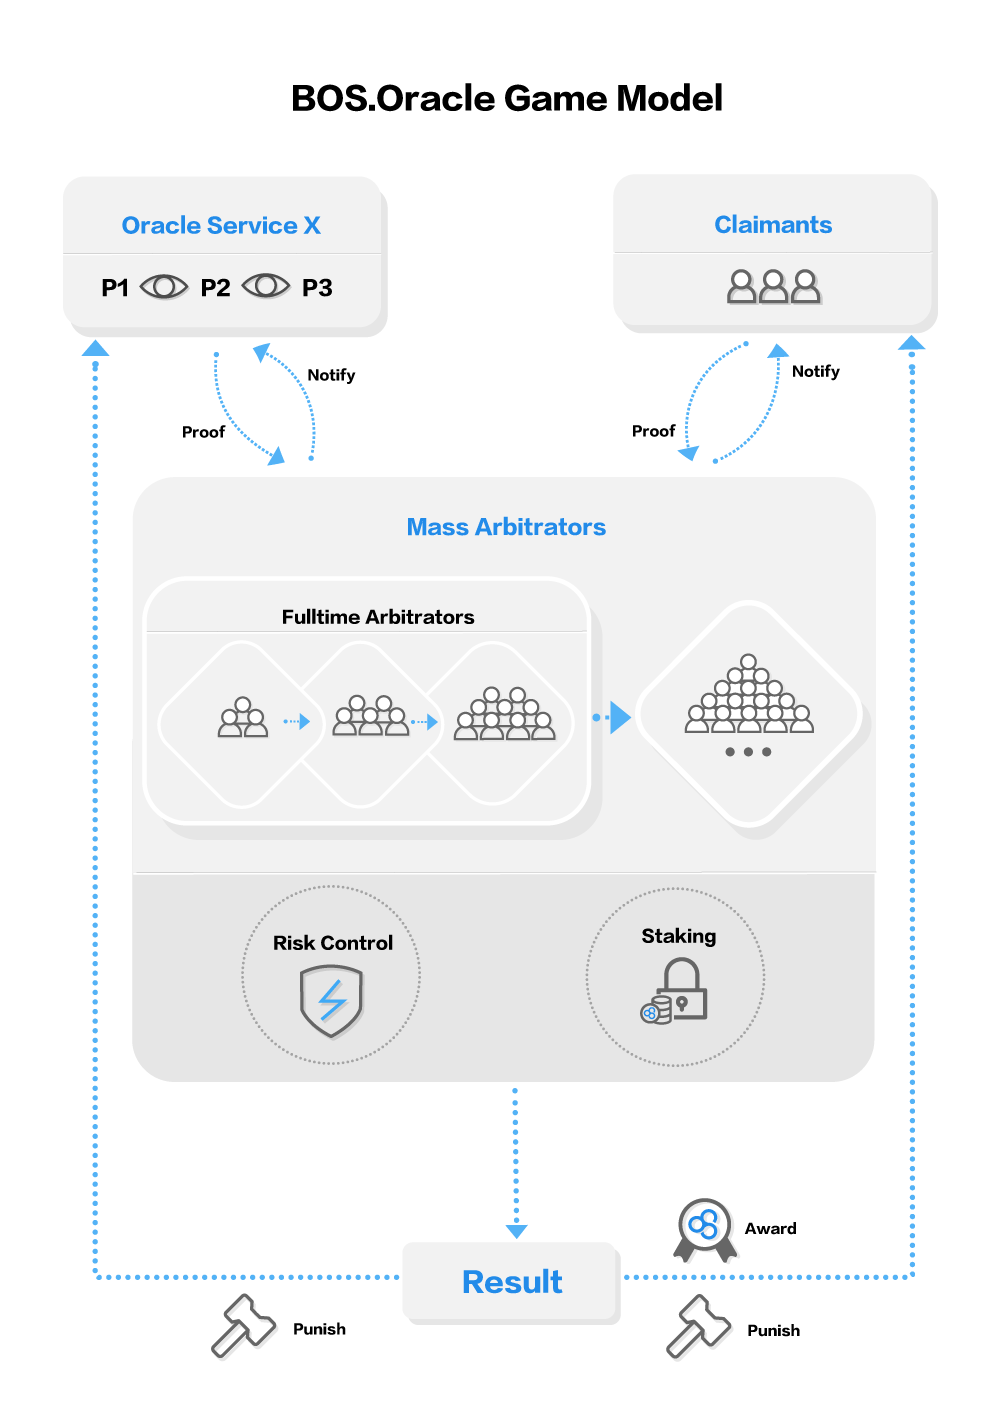 BOS.Oracle Game Model
Oracle Service X
Claimants
P1 P2 P3
Notify
Notify
Proof
Proof
Mass Arbitrators
Fulltime Arbitrators
Risk Control
Staking
Award
Result
Punish
Punish